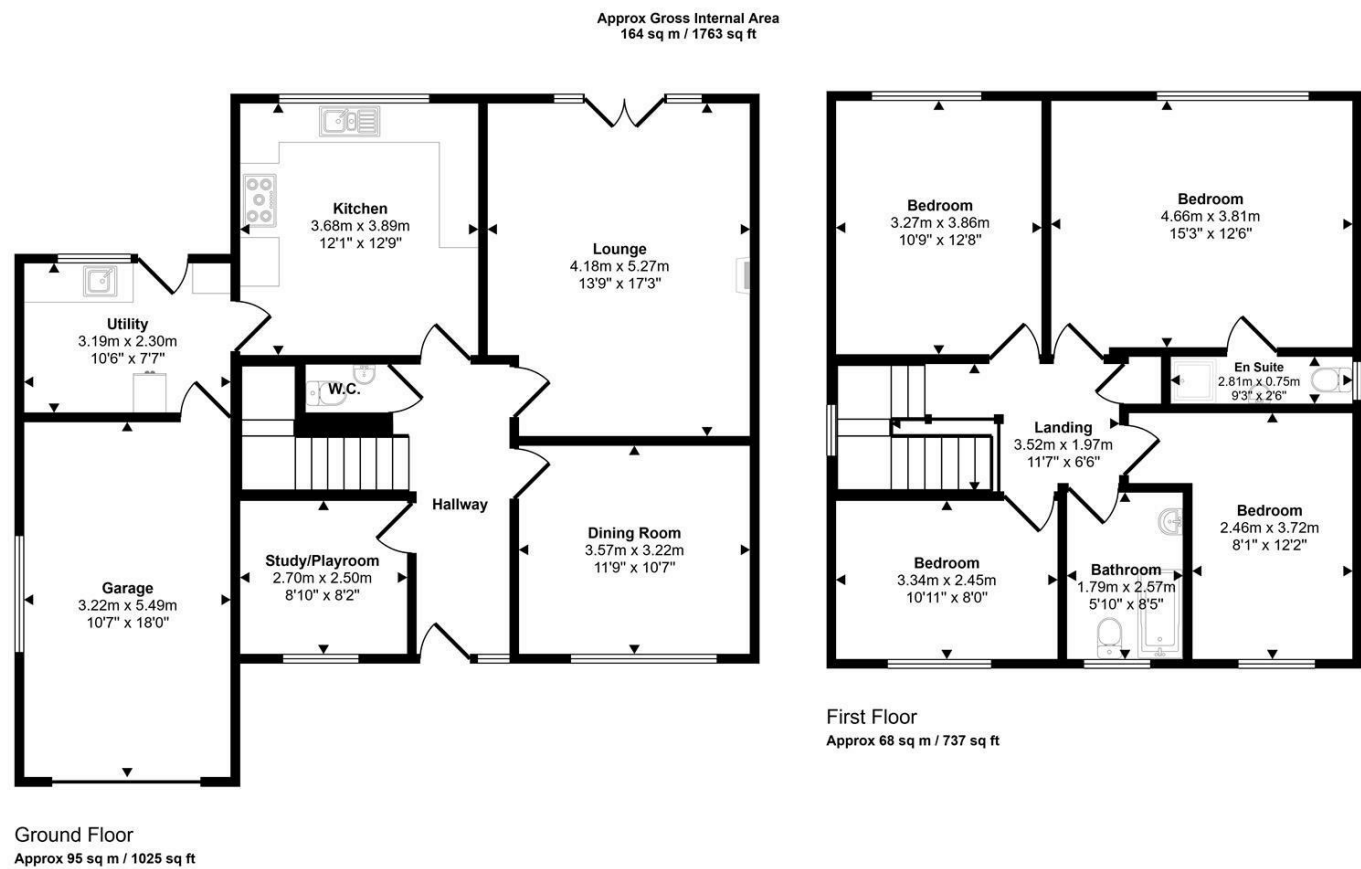 Approx Gross Internal Area
164 sq m / 1763 sq ft
Kitchen
3.68m x 3.89m
12'1" x 12'9"
Lounge
4.18m x 5.27m
13'9" x 17'3"
Utility
3.19m x 2.30m
10'6" x 7'7"
W.C.
Hallway
Study/Playroom
2.70m x 2.50m
8'10" x 8'2"
Dining Room
3.57m x 3.22m
11'9" x 10'7"
Garage
3.22m x 5.49m
10'7" x 18'0"
Ground Floor
Approx 95 sq m / 1025 sq ft
Bedroom
3.27m x 3.86m
10'9" x 12'8"
Bedroom
4.66m x 3.81m
15'3" x 12'6"
En Suite
2.81m x 0.75m
9'3" x 2'6"
Landing
3.52m x 1.97m
11'7" x 6'6"
Bedroom
2.46m x 3.72m
8'1" x 12'2"
Bedroom
3.34m x 2.45m
10'11" x 8'0"
Bathroom
1.79m x 2.57m
5'10" x 8'5"
First Floor
Approx 68 sq m / 737 sq ft